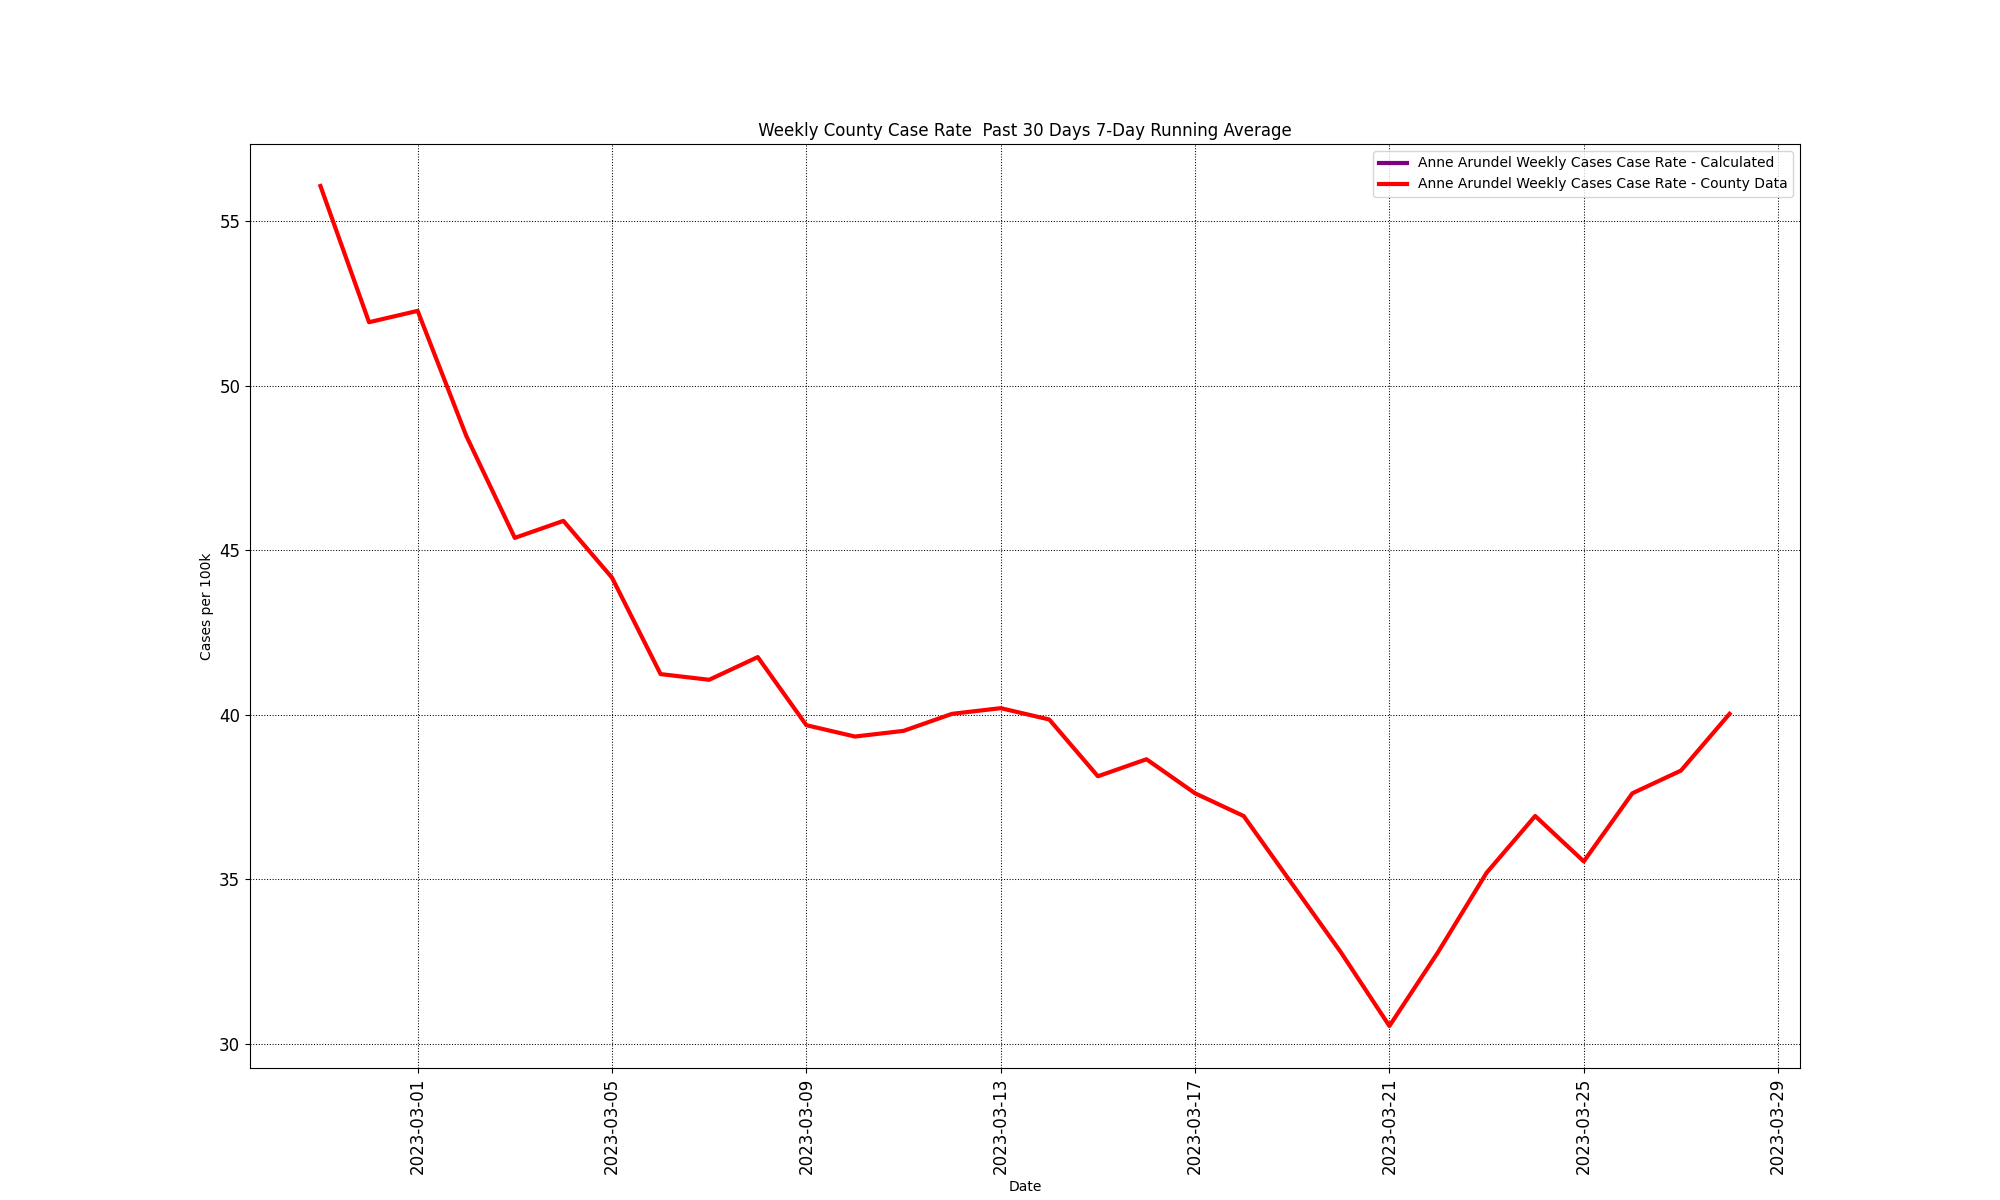 Weekly County Case Rate  Past 30 Days 7-Day Running Average
Anne Arundel Weekly Cases Case Rate - Calculated
Anne Arundel Weekly Cases Case Rate - County Data
55
50
45
40
35
30
Cases per 100k
2023-03-01
2023-03-05
2023-03-09
2023-03-13
2023-03-17
2023-03-21
2023-03-25
2023-03-29
Date